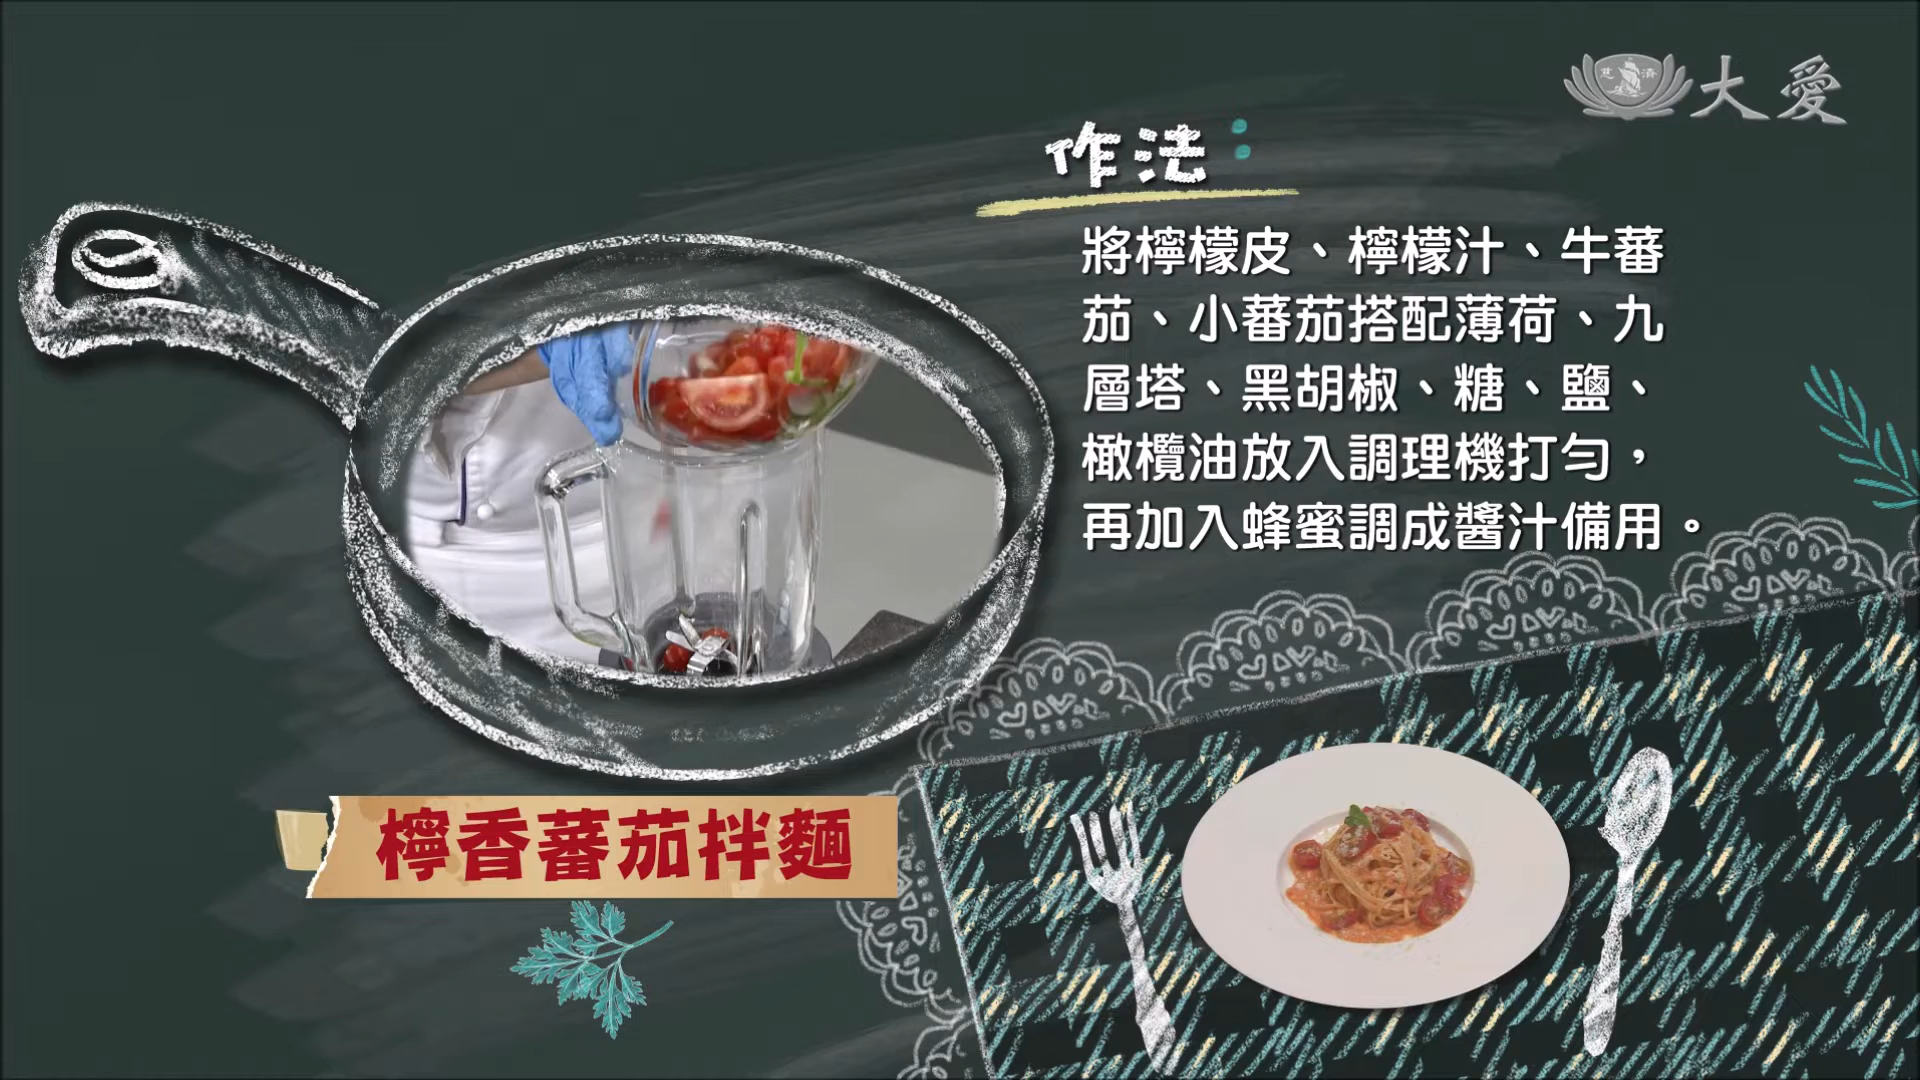 慈濟
大愛
作法:
將檸檬皮、檸檬汁、牛蕃
茄、小蕃茄搭配薄荷、九
層塔、黑胡椒、糖、鹽、
橄欖油放入調理機打勻，
再加入蜂蜜調成醬汁備用。
檸香蕃茄拌麵